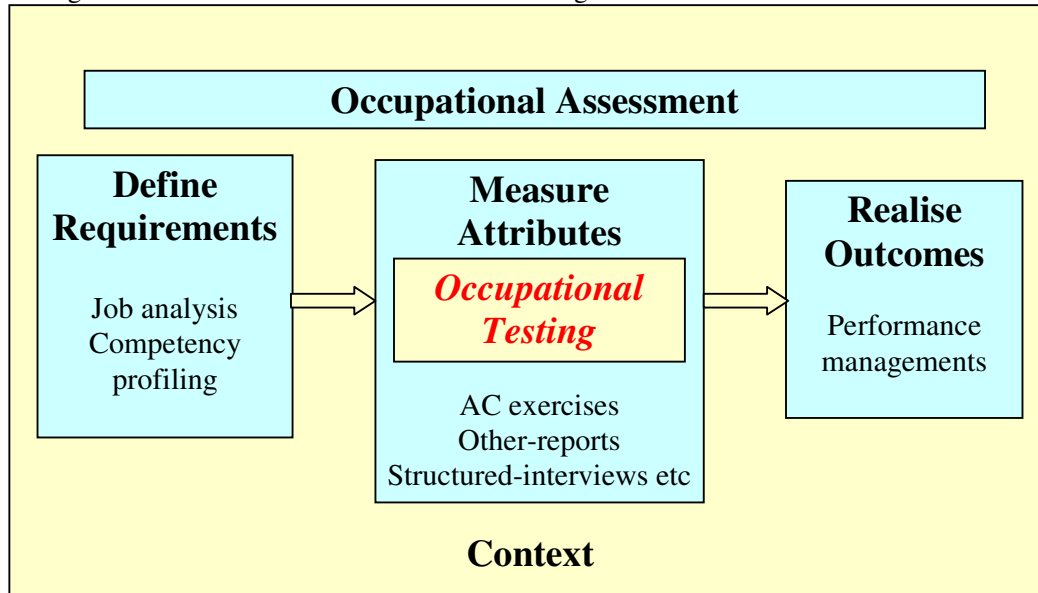 Occupational Assessment
Define
Requirements
Job analysis
Competency
profiling
Measure
Attributes
Occupational
Testing
AC exercises
Other-reports
Structured-interviews etc
Realise
Outcomes
Performance
managements
Context